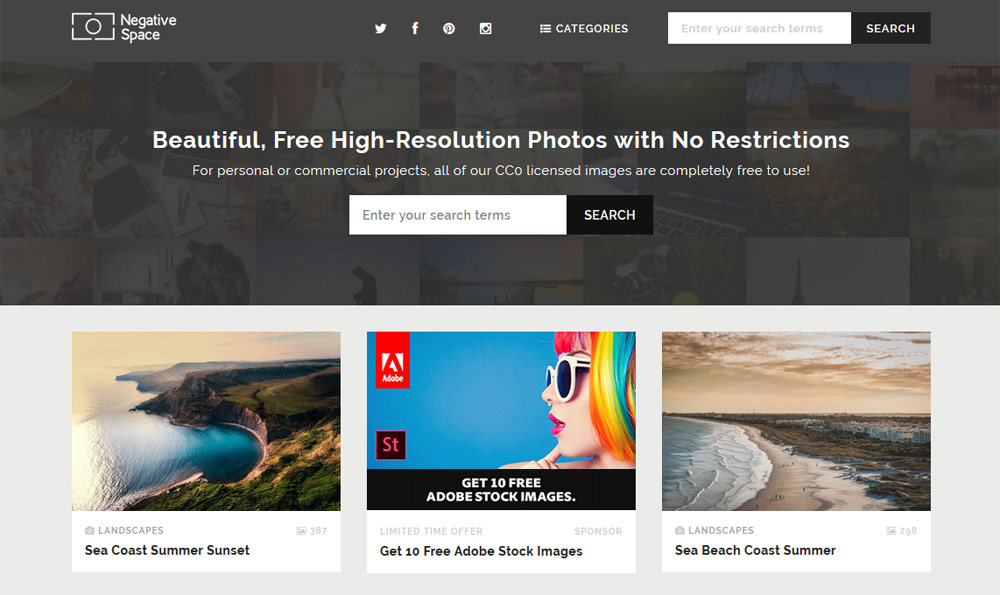 Negative
Space
CATEGORIES
Enter your search terms
SEARCH
Beautiful, Free High-Resolution Photos with No Restrictions
For personal or commercial projects, all of our CC0 licensed images are completely free to use!
Enter your search terms
SEARCH
Adobe
St
GET 10 FREE
ADOBE STOCK IMAGES.
LANDSCAPES 387
Sea Coast Summer Sunset
LIMITED TIME OFFER SPONSOR
Get 10 Free Adobe Stock Images
LANDSCAPES 298
Sea Beach Coast Summer